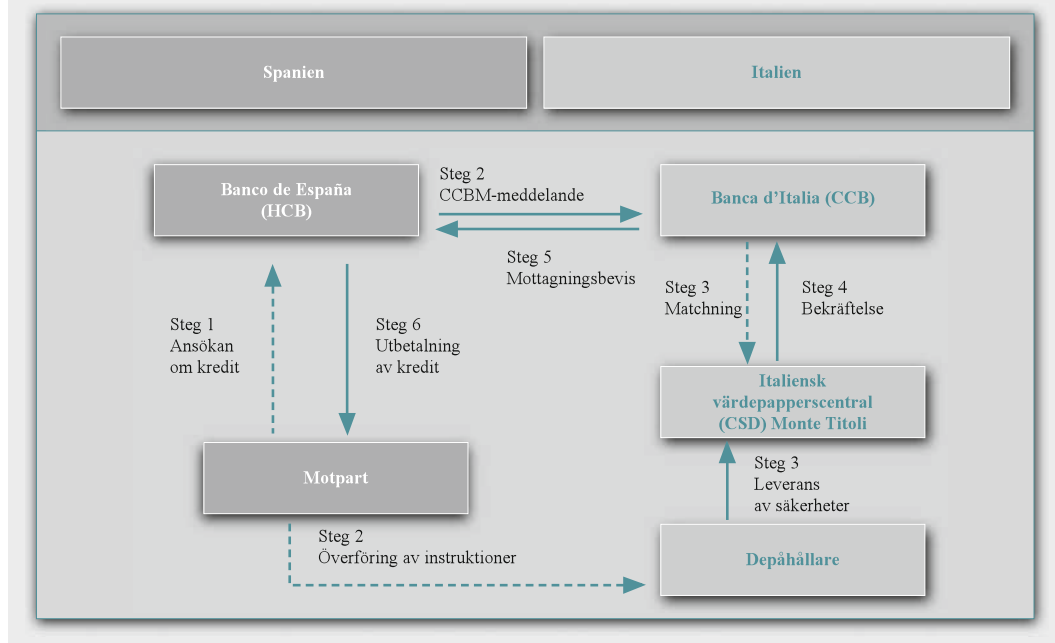 Spanien
Italien
Banco de España
(HCB)
Steg 2
CCBM-meddelande
Banca d'Italia (CCB)
Steg 5
Mottagningsbevis
Steg 3
Matchning
Steg 4
Bekräftelse
Steg 1
Ansökan
om kredit
Steg 6
Utbetalning
av kredit
Italiensk
värdepapperscentral
(CSD) Monte Titoli
Motpart
Steg 3
Leverans
av säkerheter
Steg 2
Överföring av instruktioner
Depåhållare